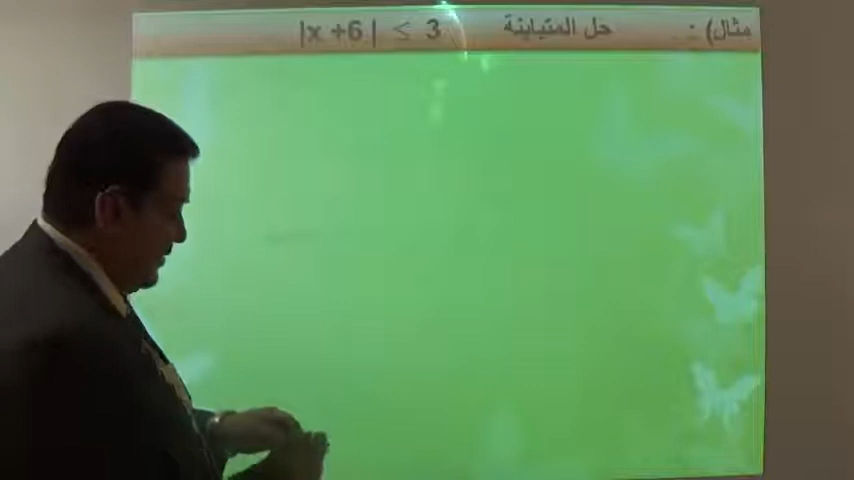 مثال) : حل المتباينة |x +6| ≤ 3